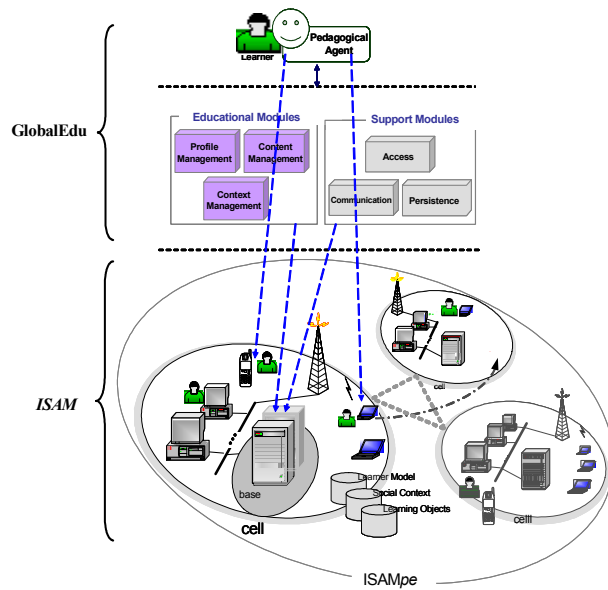 Learner
Pedagogical
Agent
GlobalEdu
Educational Modules
Support Modules
Profile
Management
Content
Management
Context
Management
Access
Communication
Persistence
ISAM
cell
base
cell
Learner Model
Social Context
Learning Objects
cell
ISAMpe